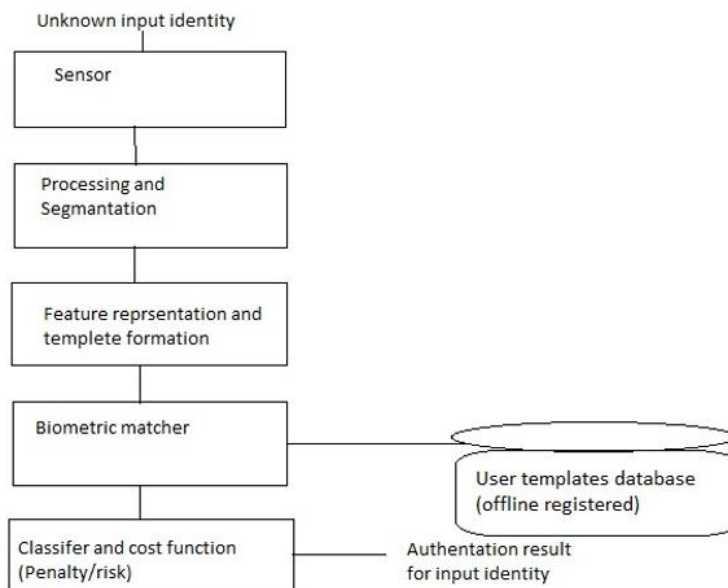 Unknown input identity
Sensor
Processing and
Segmantation
Feature reprsentation and
templete formation
Biometric matcher
User templates database
(offline registered)
Classifer and cost function
(Penalty/risk)
Authentation result
for input identity